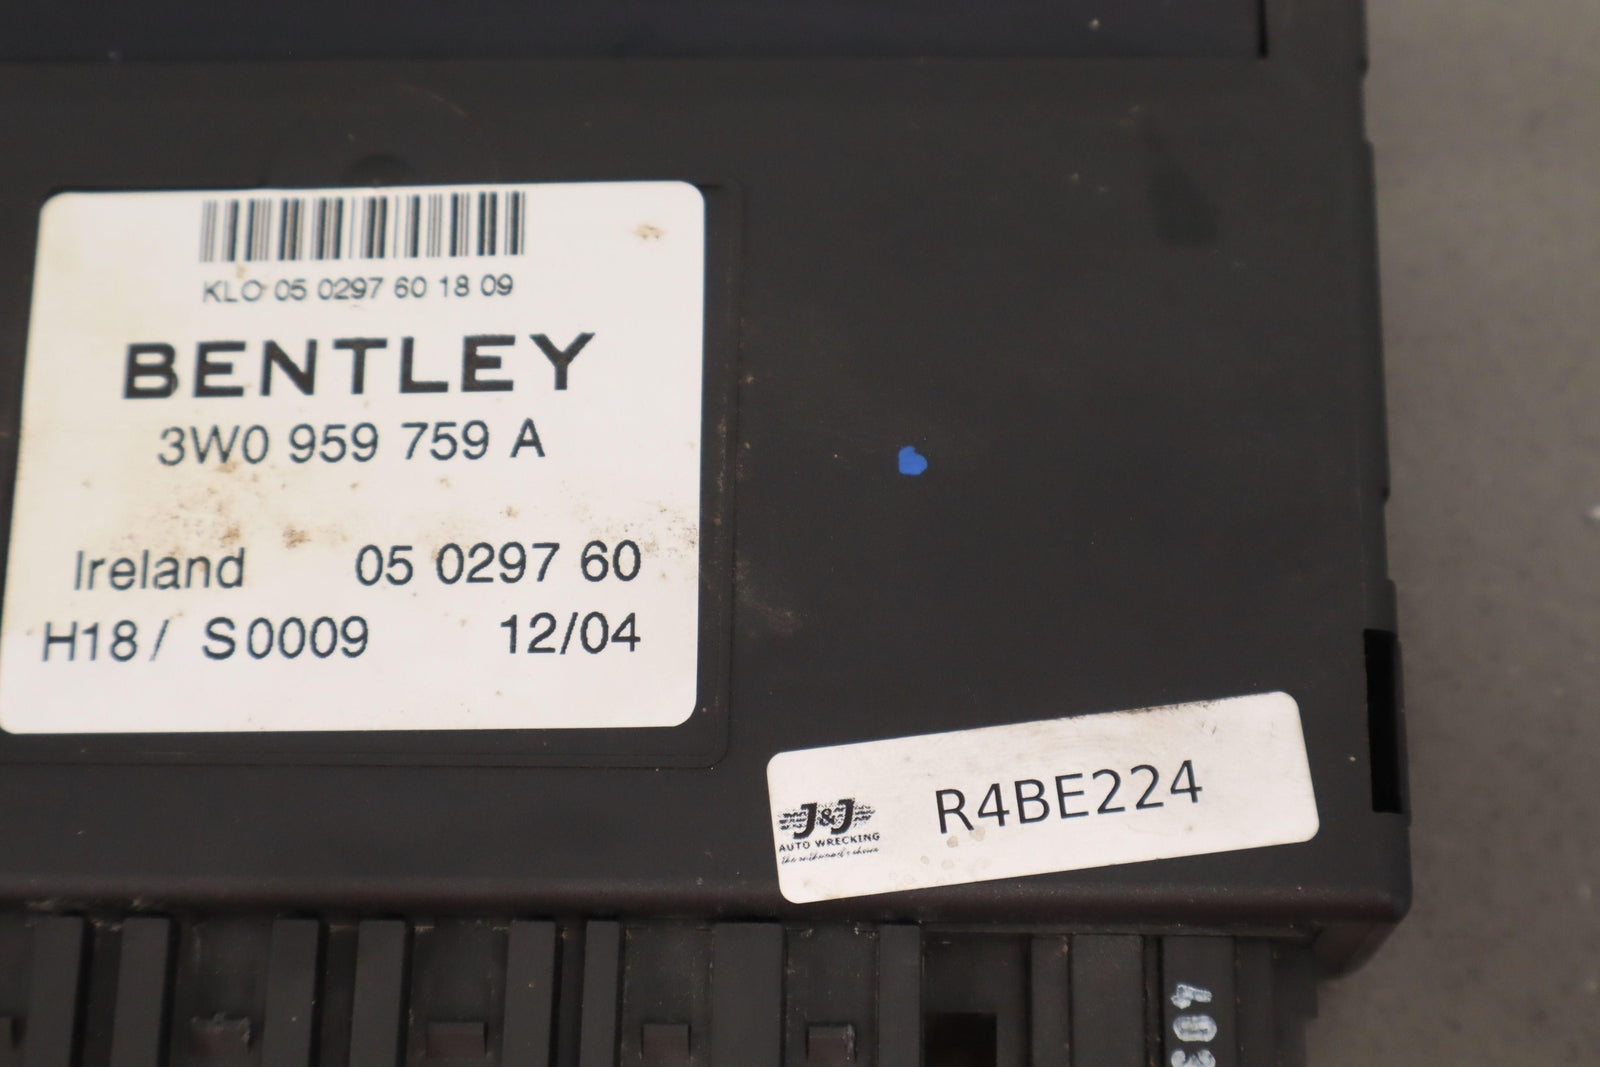 KLO 05 0297 60 18 09
BENTLEY
3W0 959 759 A
Ireland 05 0297 60
H18/ S0009 12/04
J&J
AUTO WRECKING
R4BE224